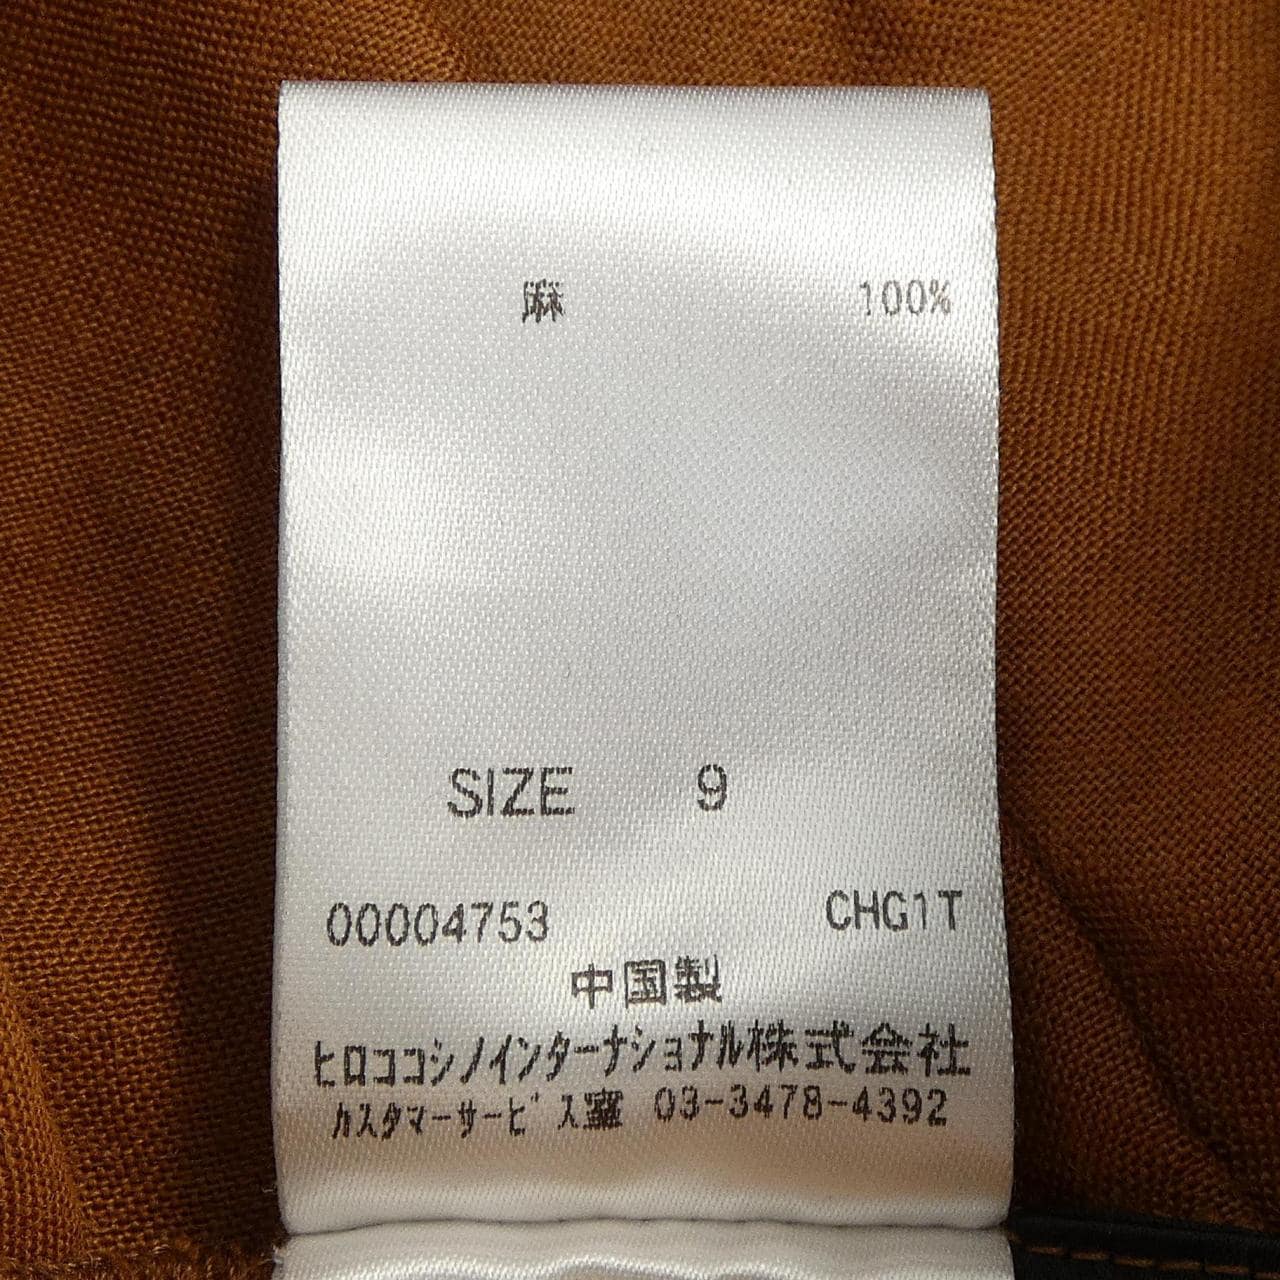 麻 100%
SIZE 9
00004753 CHG1T
中国製
ヒロココシノインターナショナル株式会社
カスタマーサービス室 03-3478-4392